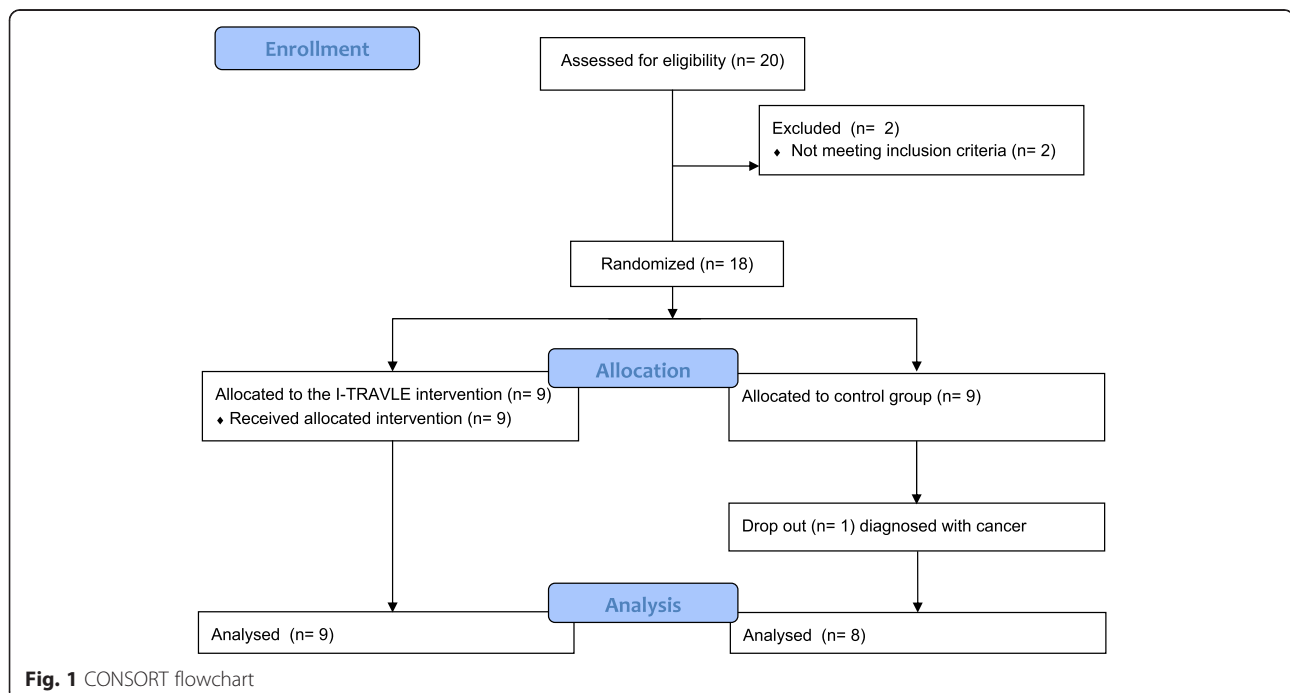 Enrollment
Assessed for eligibility (n= 20)
Excluded (n= 2)
♦ Not meeting inclusion criteria (n= 2)
Randomized (n= 18)
Allocation
Allocated to the I-TRAVLE intervention (n= 9)
♦ Received allocated intervention (n= 9)
Allocated to control group (n= 9)
Drop out (n= 1) diagnosed with cancer
Analysis
Analysed (n= 9)
Analysed (n= 8)
Fig. 1 CONSORT flowchart